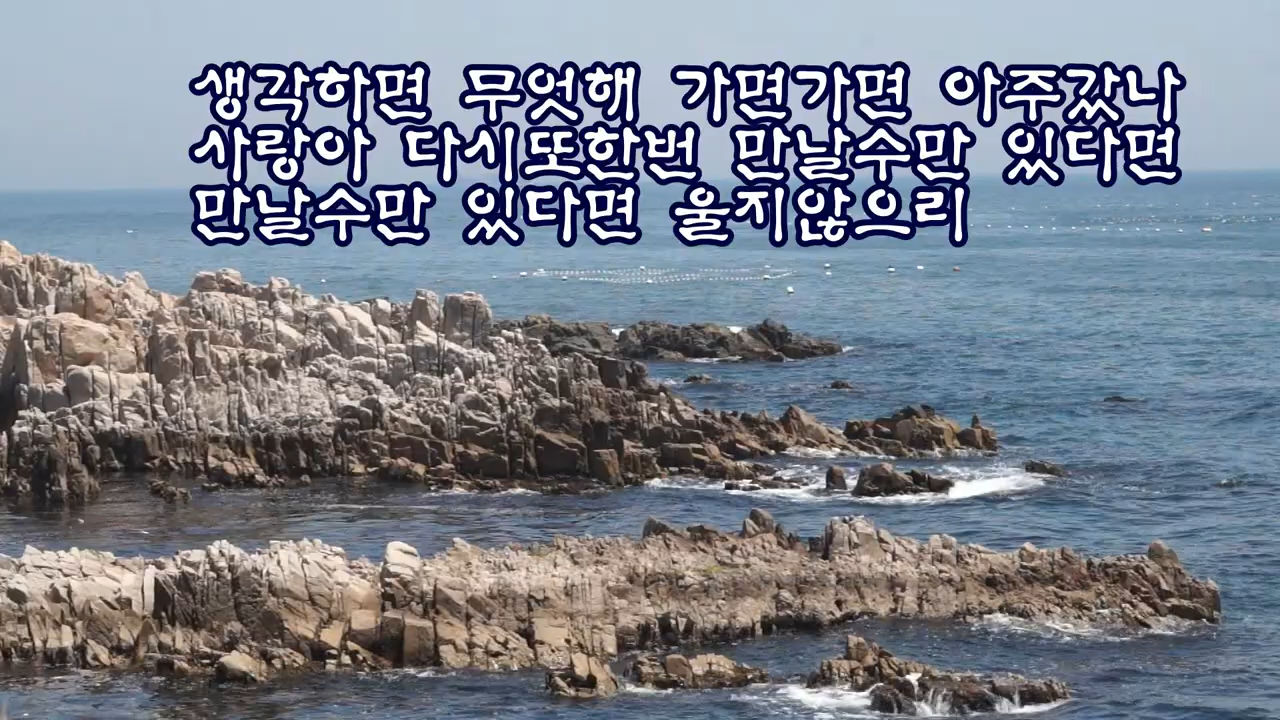 생각하면 무엇해 가면가면 아주갔나
사랑아 다시또한번 만날수만 있다면
만날수만 있다면 울지않으리